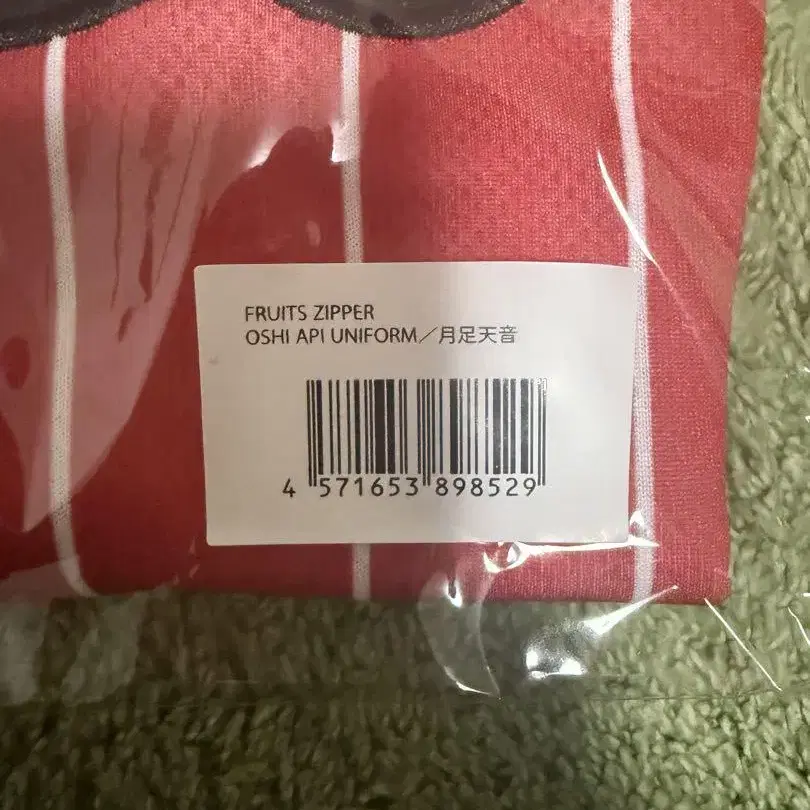 FRUITS ZIPPER
OSHI API UNIFORM／月足天音
4 571653 898529